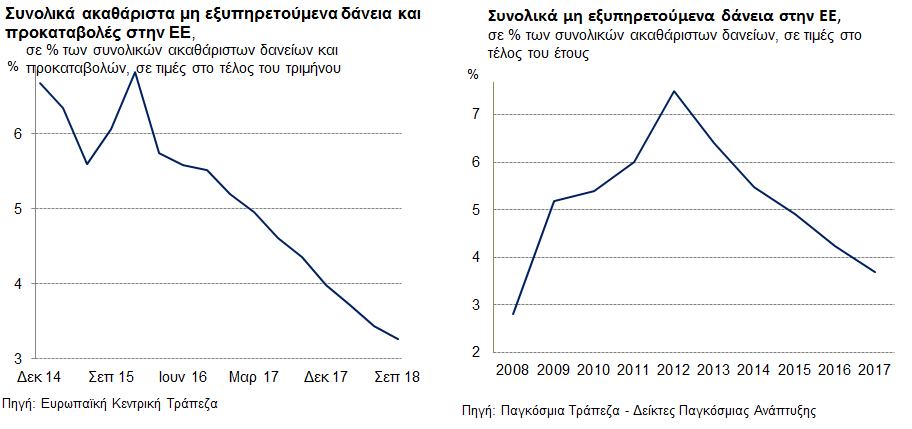 Συνολικά ακαθάριστα μη εξυπηρετούμενα δάνεια και
προκαταβολές στην ΕΕ,
σε % των συνολικών ακαθάριστων δανείων και
προκαταβολών, σε τιμές στο τέλος του τριμήνου
%
6
5
4
3
Δεκ 14 Σεπ 15 Ιουν 16 Μαρ 17 Δεκ 17 Σεπ 18
Πηγή: Ευρωπαϊκή Κεντρική Τράπεζα
Συνολικά μη εξυπηρετούμενα δάνεια στην ΕΕ,
σε % των συνολικών ακαθάριστων δανείων, σε τιμές στο
τέλος του έτους
%
7
6
5
4
3
2
2008 2009 2010 2011 2012 2013 2014 2015 2016 2017
Πηγή: Παγκόσμια Τράπεζα - Δείκτες Παγκόσμιας Ανάπτυξης